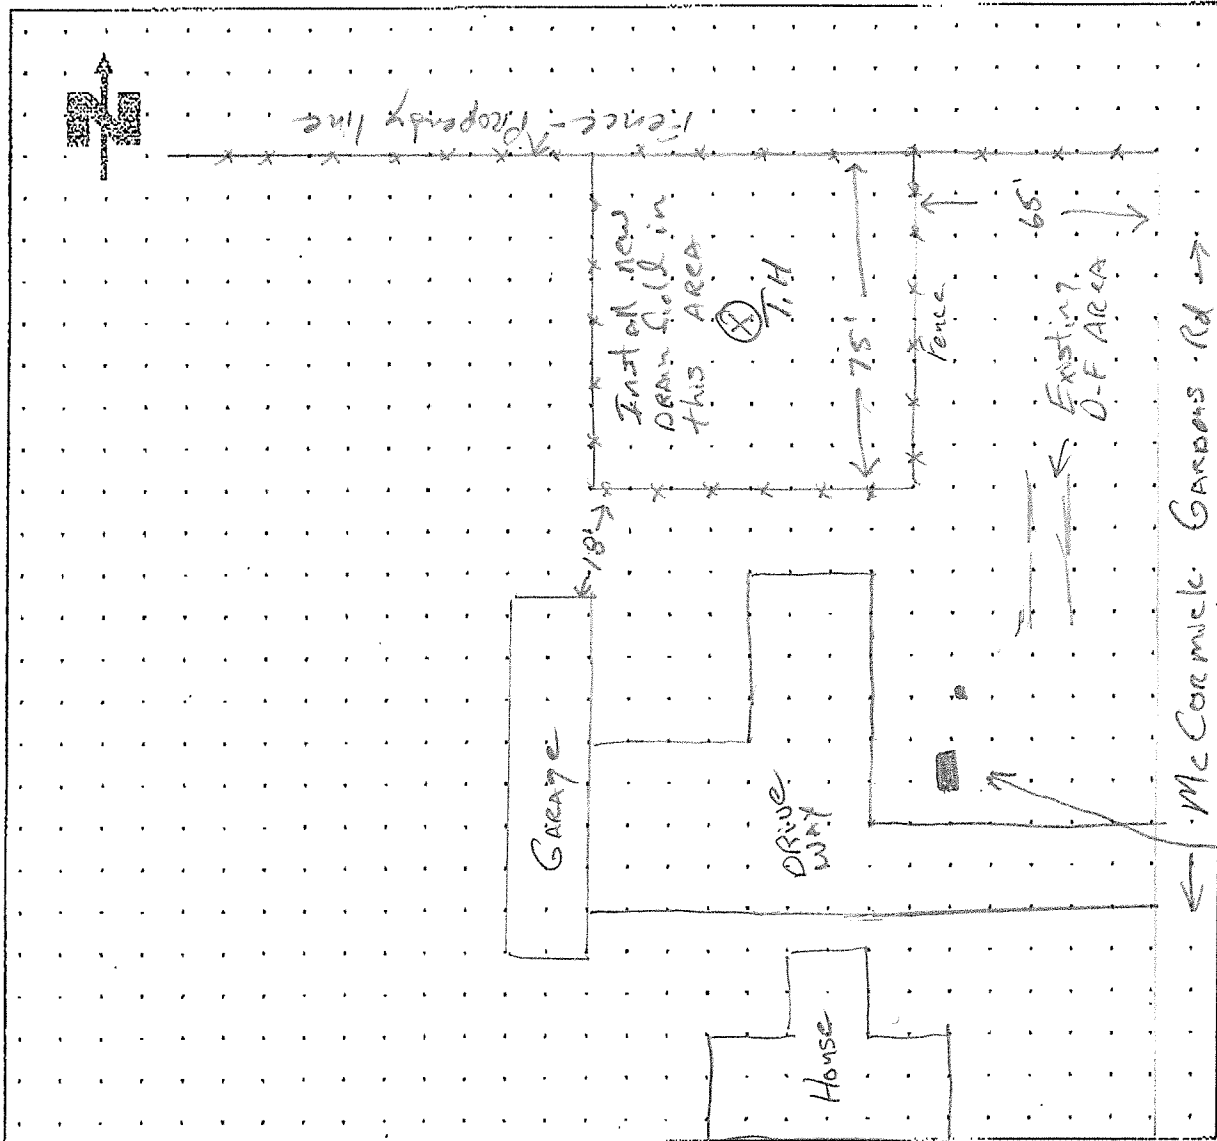 N
Fence - Property line
Install new
Drain field in
this AREA
T.H
75'
Fence
65'
Existing
D-F AREA
18'
GARAGE
DRIVE
WAY
House
← McCormick GARDENS Rd →